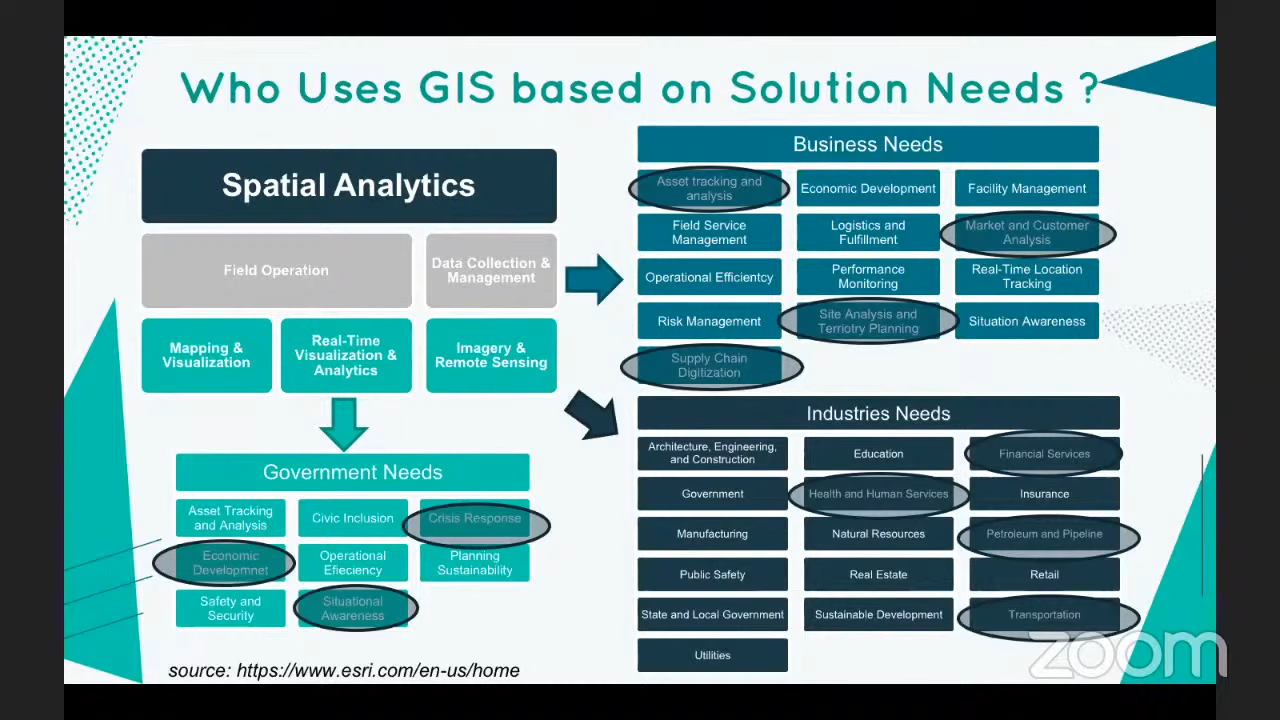 Who Uses GIS based on Solution Needs ?
Spatial Analytics
Field Operation
Data Collection &
Management
Mapping &
Visualization
Real-Time
Visualization &
Analytics
Imagery &
Remote Sensing
Government Needs
Asset Tracking
and Analysis
Civic Inclusion
Crisis Response
Economic
Developmnet
Operational
Efieciency
Planning
Sustainability
Safety and
Security
Situational
Awareness
source: https://www.esri.com/en-us/home
Business Needs
Asset tracking and
analysis
Economic Development
Facility Management
Field Service
Management
Logistics and
Fulfillment
Market and Customer
Analysis
Operational Efficientcy
Performance
Monitoring
Real-Time Location
Tracking
Risk Management
Site Analysis and
Terriotry Planning
Situation Awareness
Supply Chain
Digitization
Industries Needs
Architecture, Engineering,
and Construction
Education
Financial Services
Government
Health and Human Services
Insurance
Manufacturing
Natural Resources
Petroleum and Pipeline
Public Safety
Real Estate
Retail
State and Local Government
Sustainable Development
Transportation
Utilities
zoom